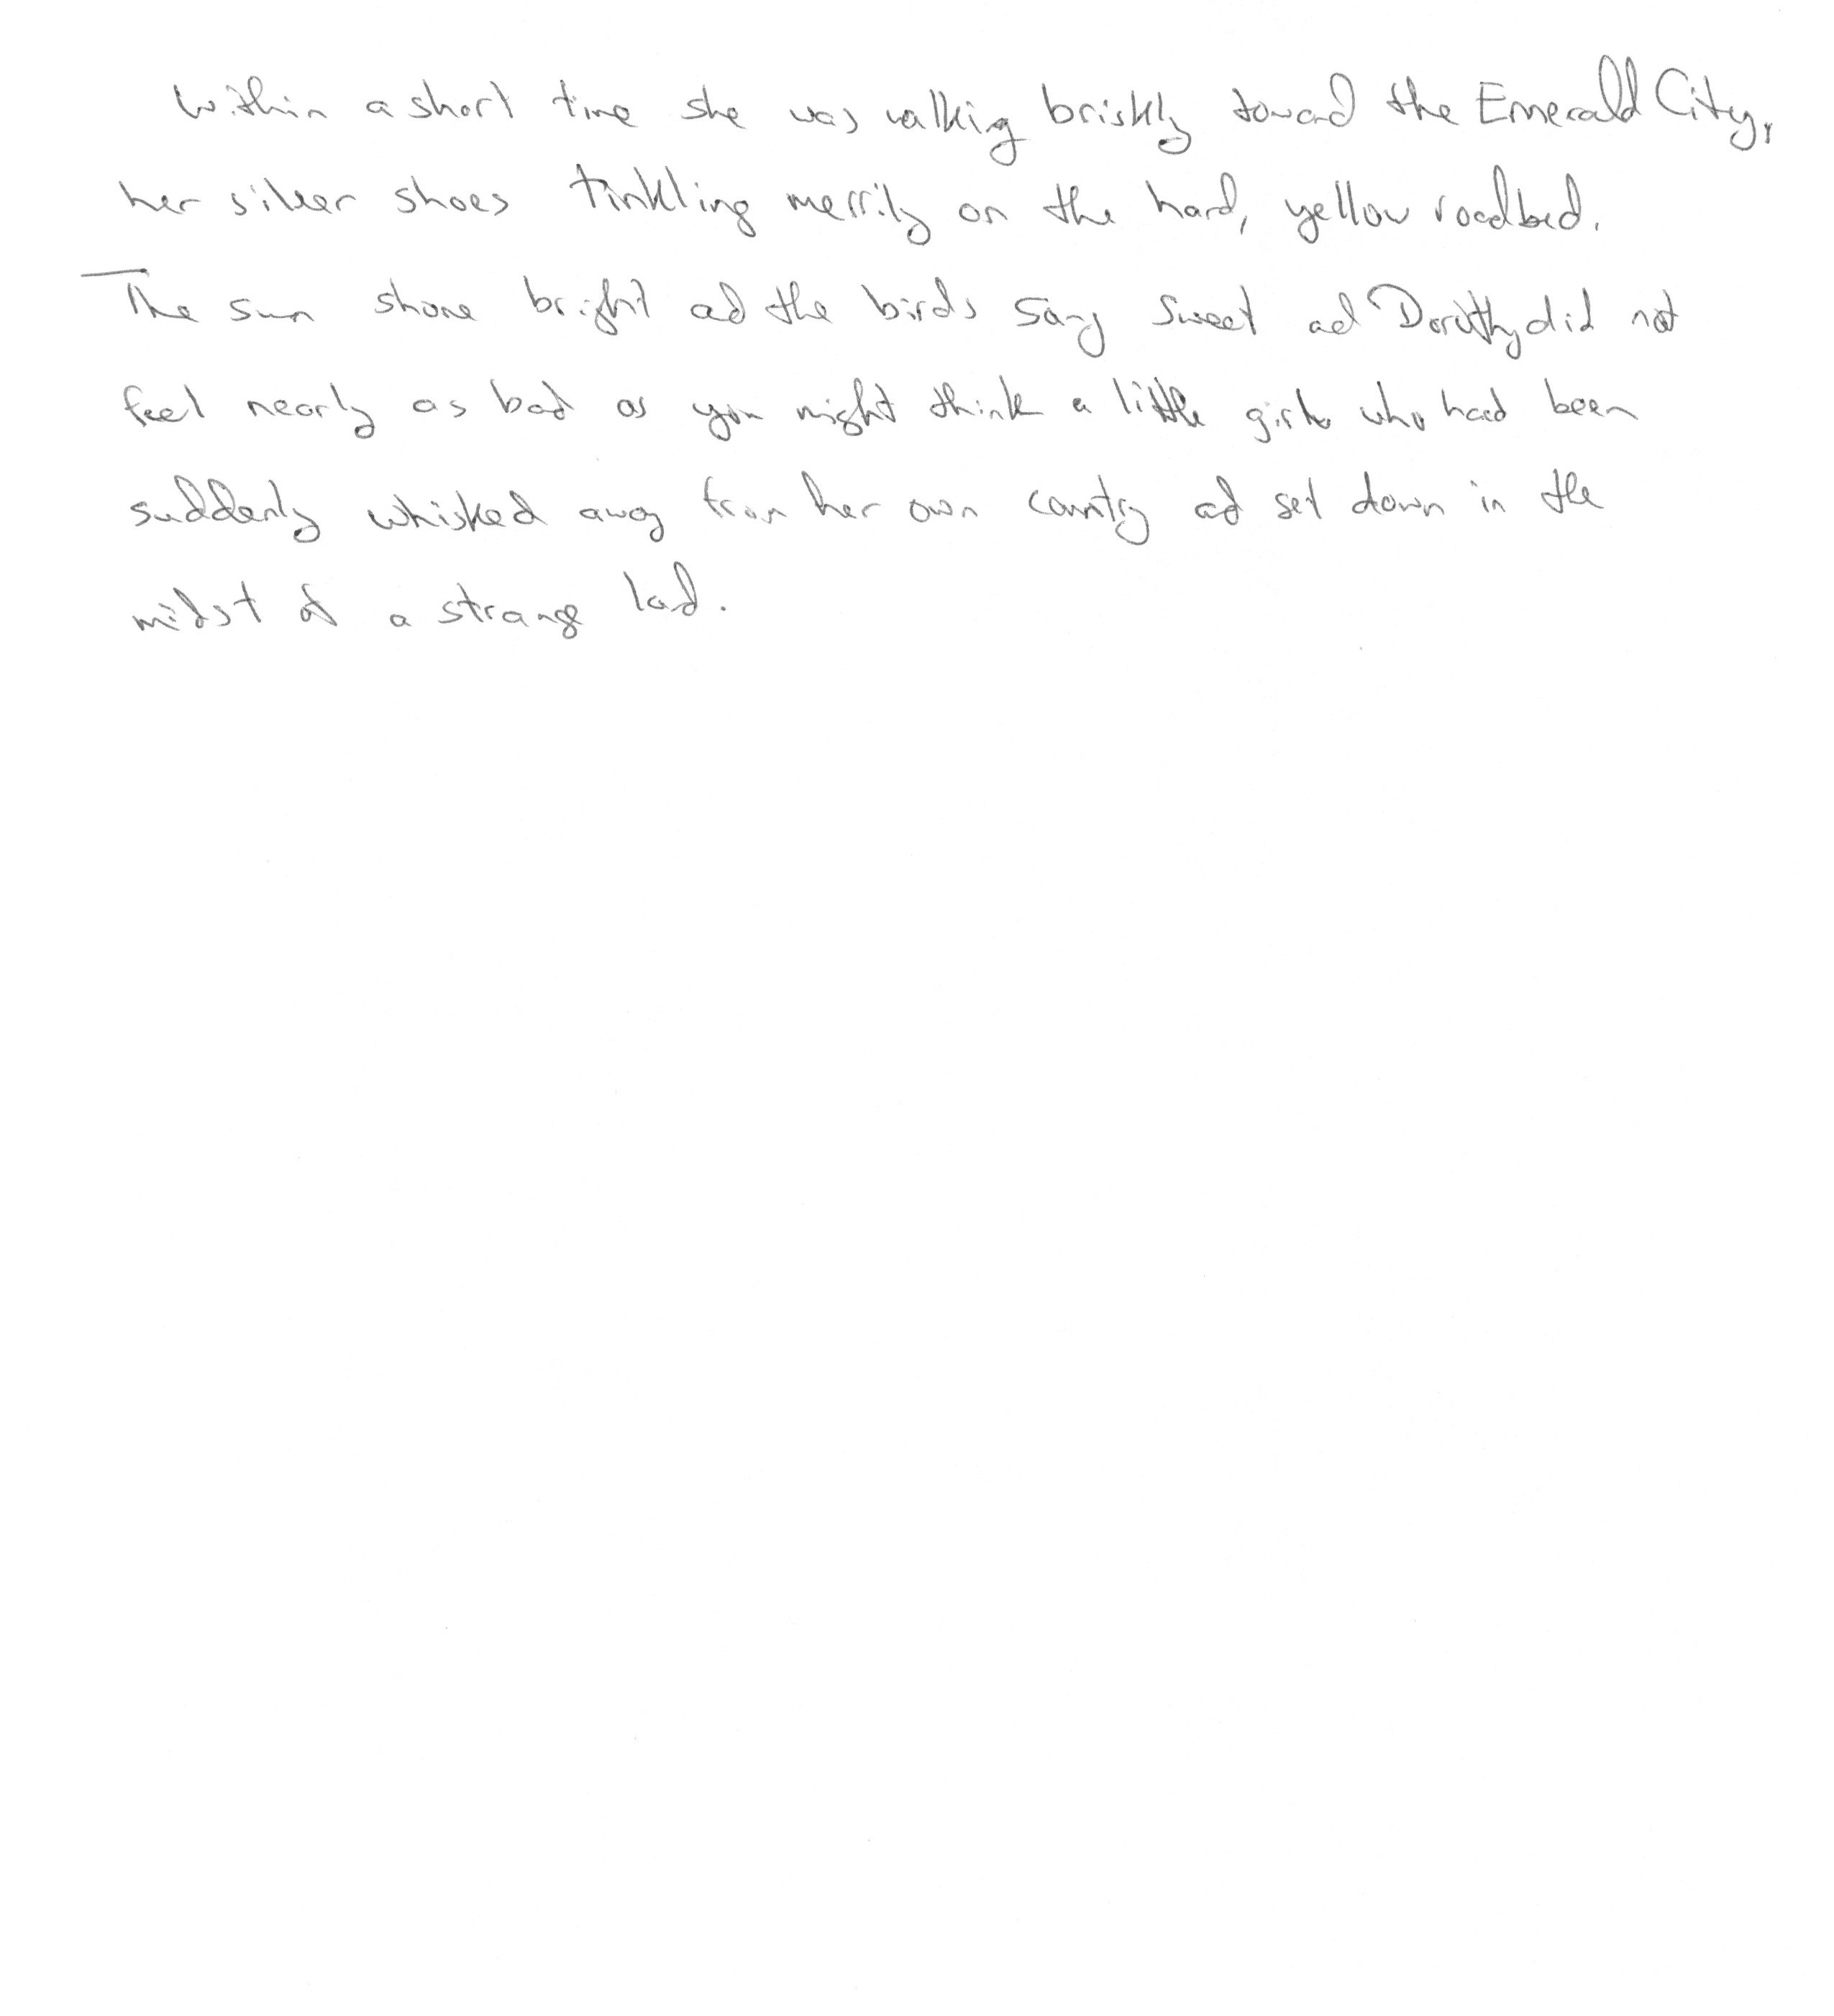 Within a short time she was walking briskly toward the Emerald City,
her silver shoes tinkling merrily on the hard, yellow roadbed.
The sun shone bright and the birds sang sweet and Dorothy did not
feel nearly as bad as you might think a little girl who had been
suddenly whisked away from her own country and set down in the
midst of a strange land.